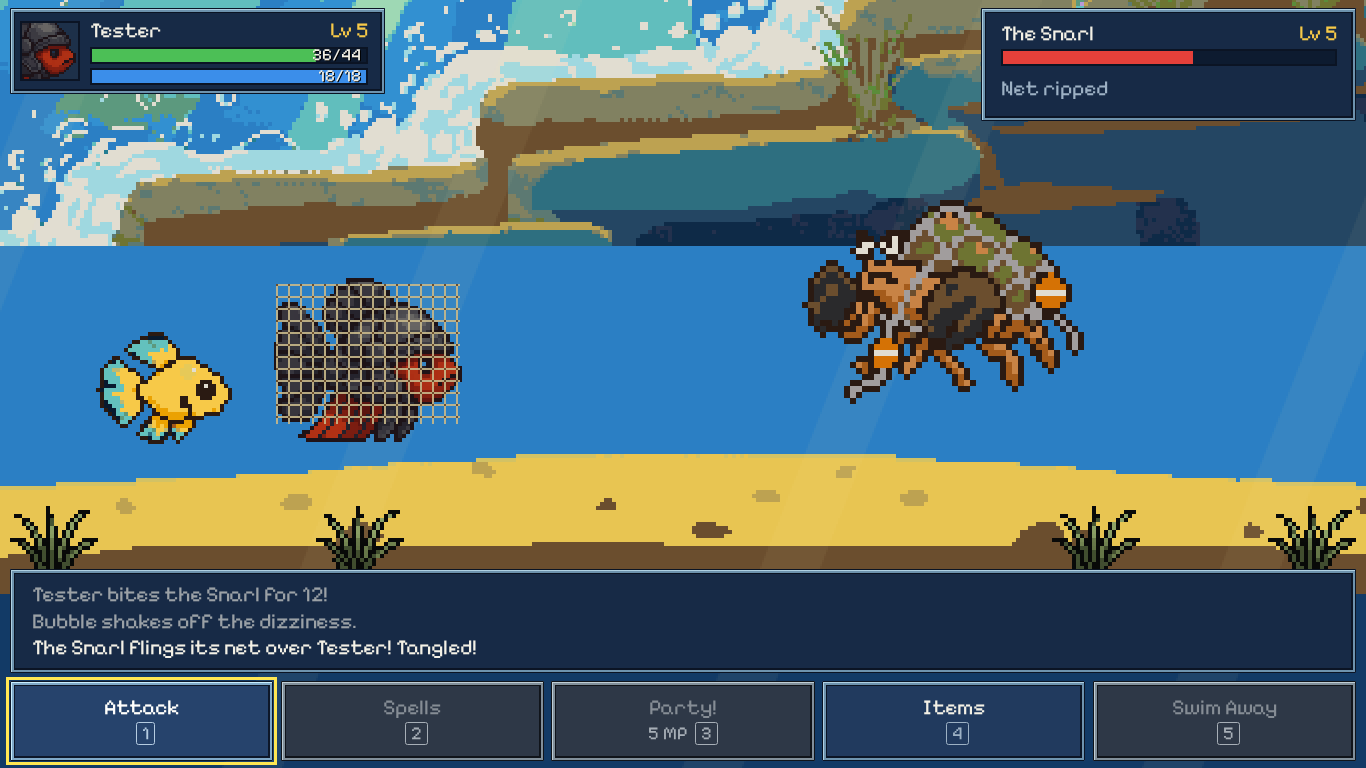 Tester Lv 5
36/44
18/18
The Snarl Lv 5
Net ripped
Tester bites the Snarl for 12!
Bubble shakes off the dizziness.
The Snarl flings its net over Tester! Tangled!
Attack
1
Spells
2
Party!
5 MP 3
Items
4
Swim Away
5